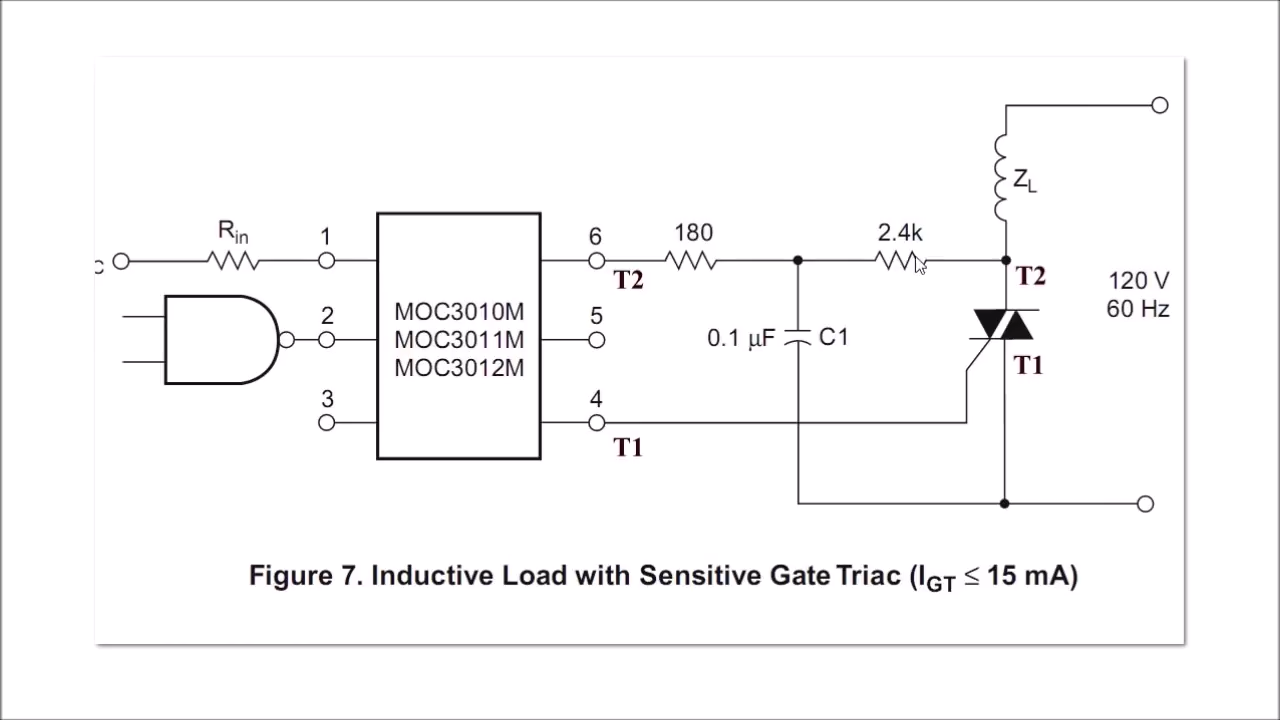 Rin
1
c
2
3
MOC3010M
MOC3011M
MOC3012M
6
T2
5
4
T1
180
2.4k
0.1 μF
C1
ZL
T2
T1
120 V
60 Hz
Figure 7. Inductive Load with Sensitive Gate Triac (IGT ≤ 15 mA)